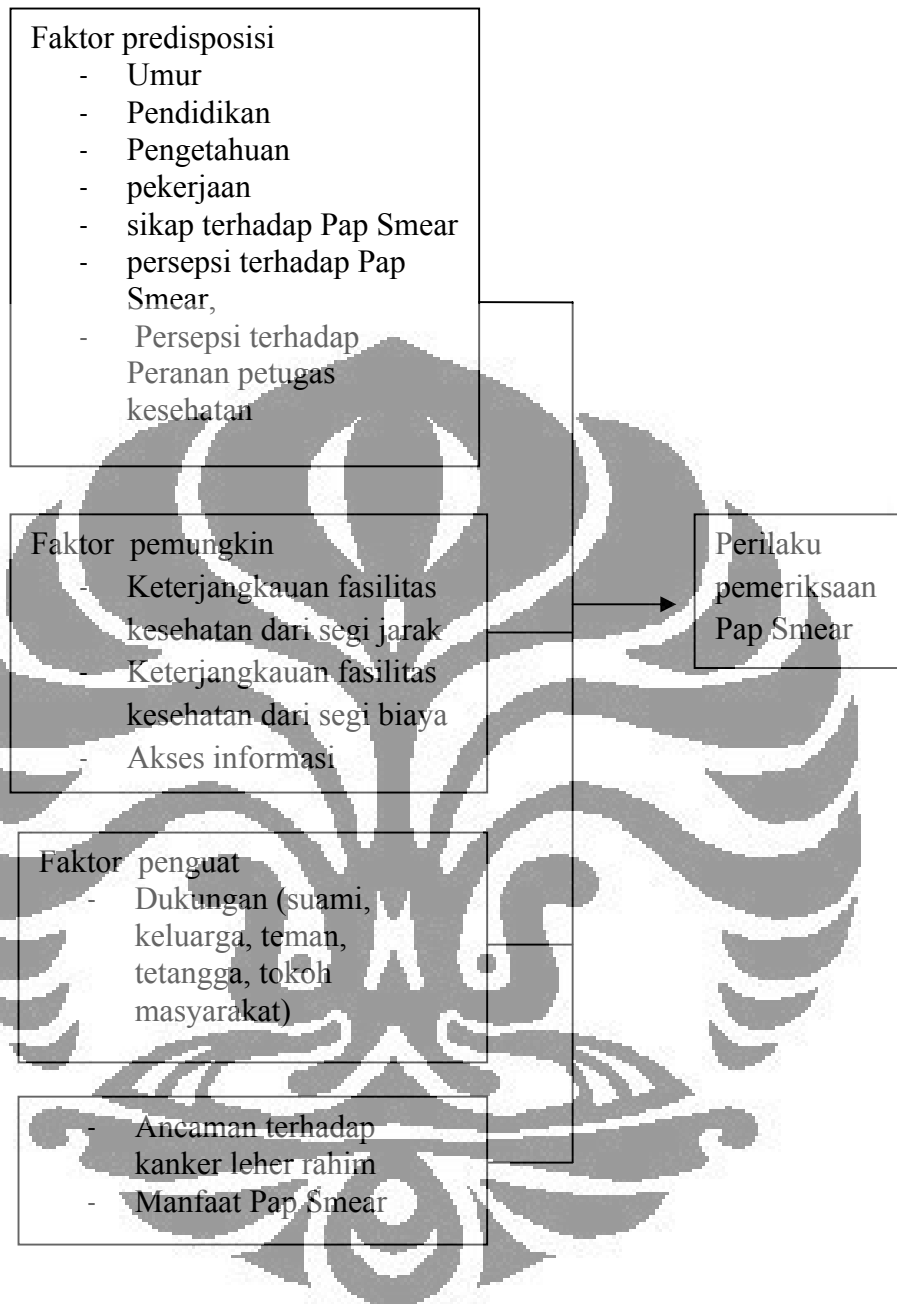 Faktor predisposisi
- Umur
- Pendidikan
- Pengetahuan
- pekerjaan
- sikap terhadap Pap Smear
- persepsi terhadap Pap
Smear,
- Persepsi terhadap
Peranan petugas
kesehatan
Faktor pemungkin
- Keterjangkauan fasilitas
kesehatan dari segi jarak
- Keterjangkauan fasilitas
kesehatan dari segi biaya
- Akses informasi
Faktor penguat
- Dukungan (suami,
keluarga, teman,
tetangga, tokoh
masyarakat)
- Ancaman terhadap
kanker leher rahim
- Manfaat Pap Smear
Perilaku
pemeriksaan
Pap Smear